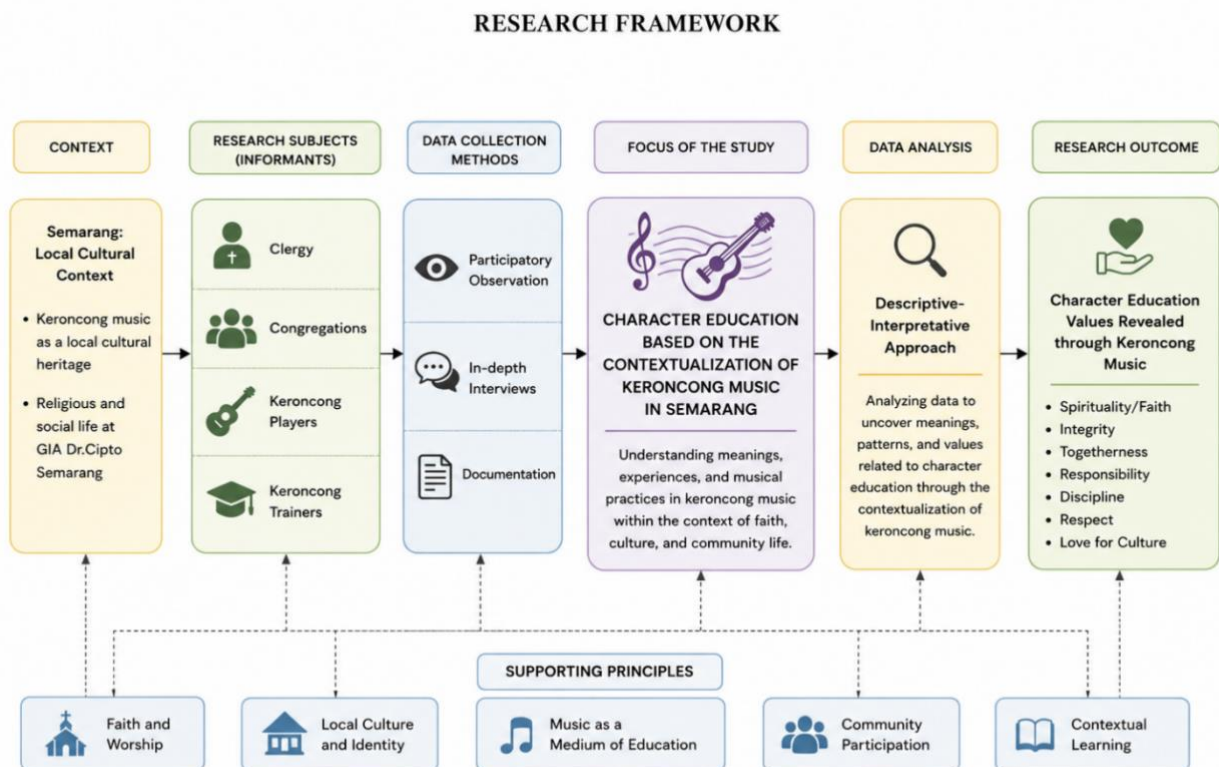 RESEARCH FRAMEWORK
CONTEXT
Semarang:
Local Cultural
Context
• Keroncong music
as a local cultural
heritage
• Religious and
social life at
GIA Dr.Cipto
Semarang
RESEARCH SUBJECTS
(INFORMANTS)
Clergy
Congregations
Keroncong
Players
Keroncong
Trainers
DATA COLLECTION
METHODS
Participatory
Observation
In-depth
Interviews
Documentation
FOCUS OF THE STUDY
CHARACTER EDUCATION
BASED ON THE
CONTEXTUALIZATION OF
KERONCONG MUSIC
IN SEMARANG
Understanding meanings,
experiences, and musical
practices in keroncong music
within the context of faith,
culture, and community life.
DATA ANALYSIS
Descriptive-
Interpretative
Approach
Analyzing data to
uncover meanings,
patterns, and values
related to character
education through the
contextualization of
keroncong music.
RESEARCH OUTCOME
Character Education
Values Revealed
through Keroncong
Music
• Spirituality/Faith
• Integrity
• Togetherness
• Responsibility
• Discipline
• Respect
• Love for Culture
SUPPORTING PRINCIPLES
Faith and
Worship
Local Culture
and Identity
Music as a
Medium of Education
Community
Participation
Contextual
Learning